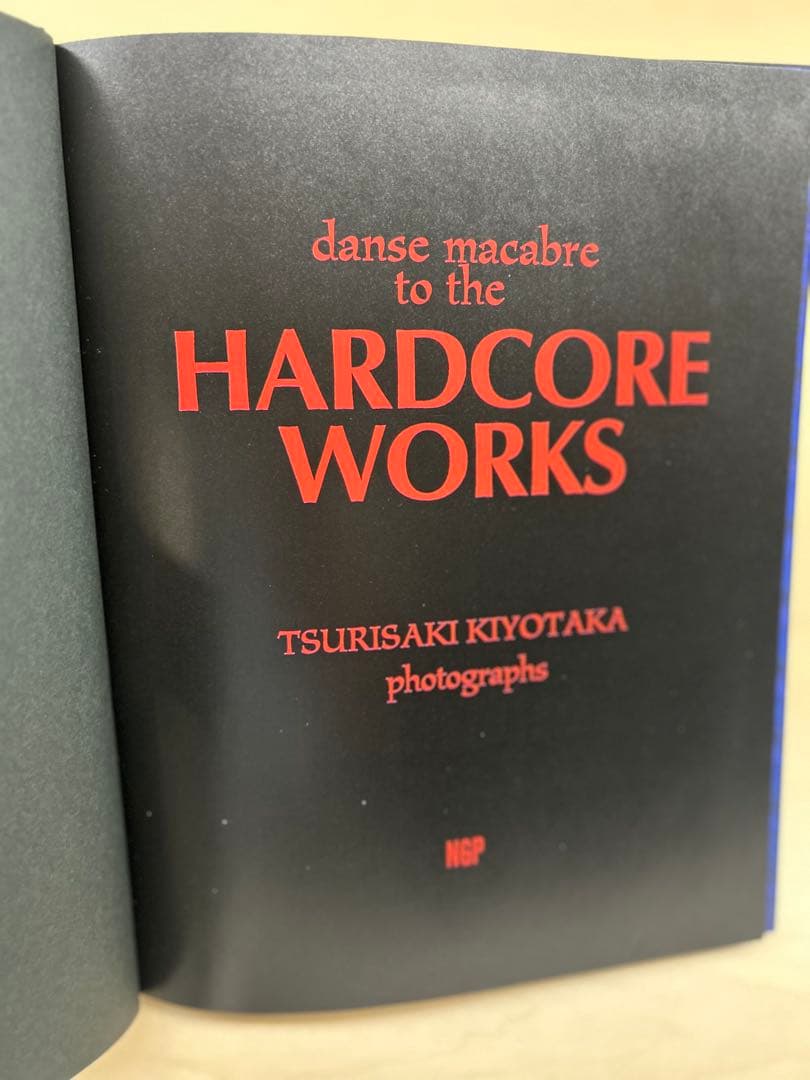 danse macabre
to the
HARDCORE
WORKS
TSURISAKI KIYOTAKA
photographs
NGP